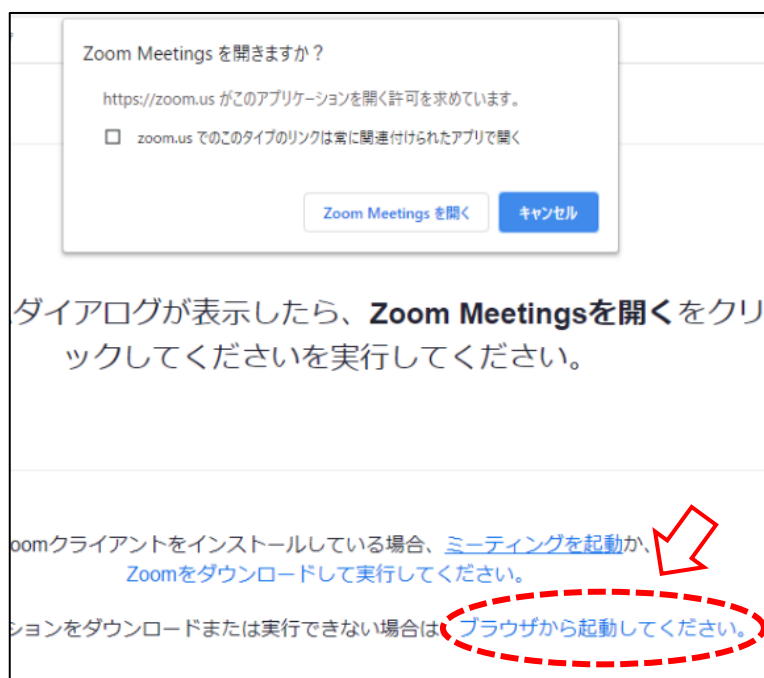 Zoom Meetings を開きますか？
https://zoom.us がこのアプリケーションを開く許可を求めています。
zoom.us でのこのタイプのリンクは常に関連付けられたアプリで開く
Zoom Meetings を開く
キャンセル
ダイアログが表示したら、Zoom Meetingsを開くをクリ
ックしてくださいを実行してください。
oomクライアントをインストールしている場合、ミーティングを起動か、
Zoomをダウンロードして実行してください。
ションをダウンロードまたは実行できない場合は、ブラウザから起動してください。